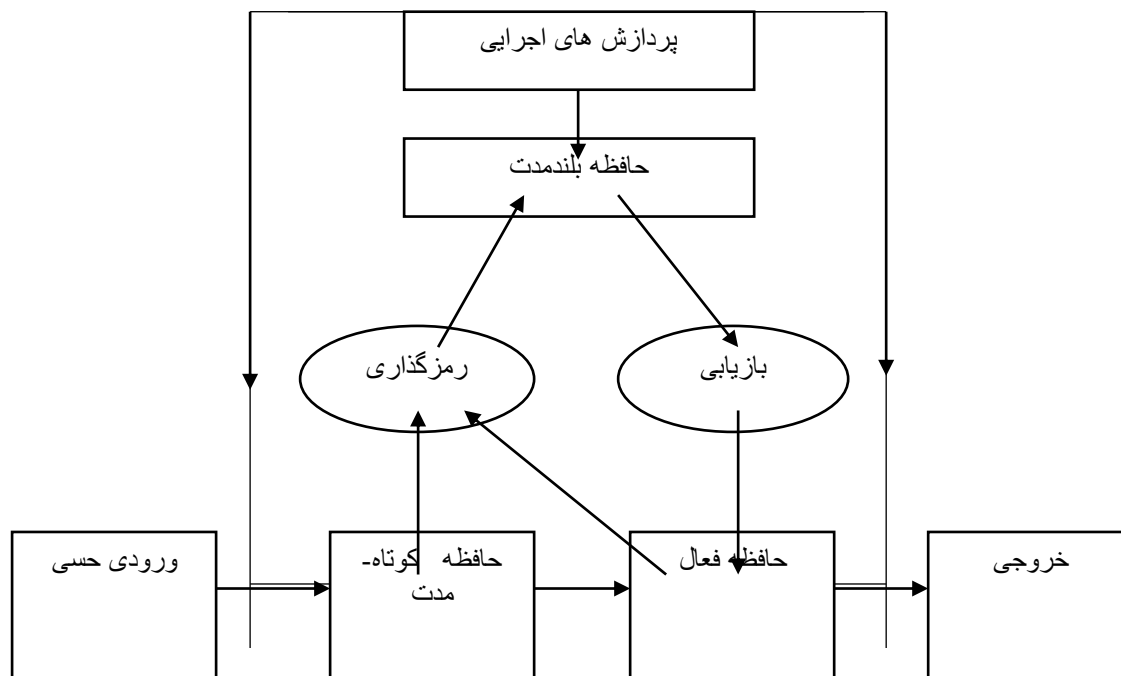 پردازش های اجرایی
حافظه بلندمدت
رمزگذاری
بازیابی
ورودی حسی
حافظه کوتاه-
مدت
حافظه فعال
خروجی